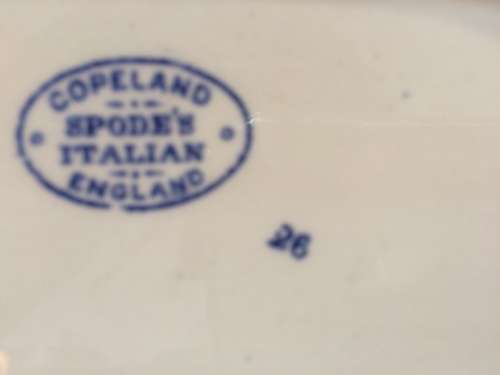 COPELAND
SPODE'S
ITALIAN
ENGLAND
26